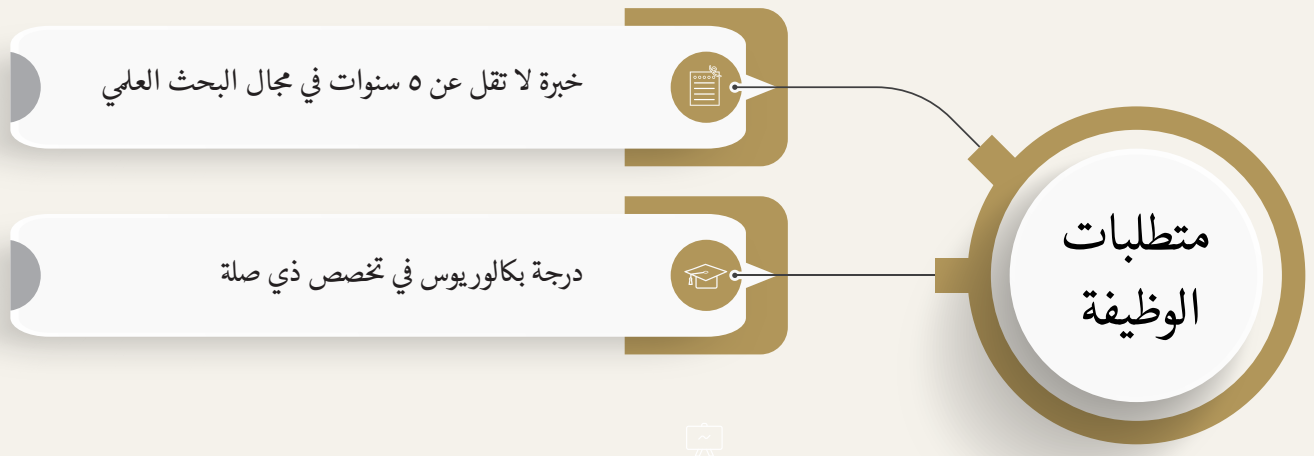 متطلبات
الوظيفة
خبرة لا تقل عن ٥ سنوات في مجال البحث العلمي
درجة بكالوريوس في تخصص ذي صلة